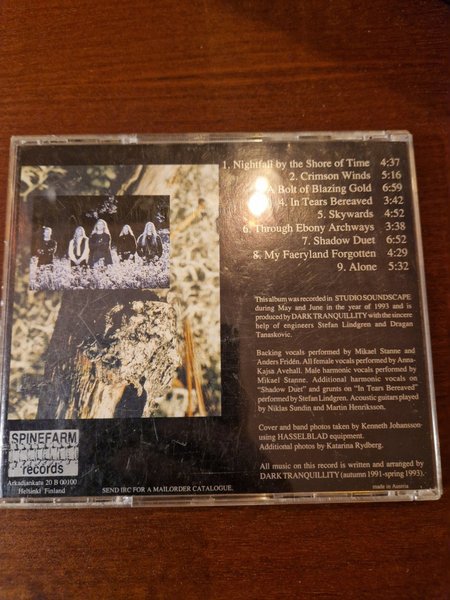 1. Nightfall by the Shore of Time 4:37
2. Crimson Winds 5:16
A Bolt of Blazing Gold 6:59
4. In Tears Bereaved 3:42
5. Skywards 4:52
6. Through Ebony Archways 3:38
7. Shadow Duet 6:52
8. My Faeryland Forgotten 4:29
9. Alone 5:32
This album was recorded in STUDIO SOUNDSCAPE
during May and June in the year of 1993 and is
produced by DARK TRANQUILLITY with the sincere
help of engineers Stefan Lindgren and Dragan
Tanaskovic.
Backing vocals performed by Mikael Stanne and
Anders Fridén. All female vocals performed by Anna-
Kajsa Avehall. Male harmonic vocals performed by
Mikael Stanne. Additional harmonic vocals on
"Shadow Duet" and grunts on "In Tears Bereaved"
performed by Stefan Lindgren. Acoustic guitars played
by Niklas Sundin and Martin Henriksson.
Cover and band photos taken by Kenneth Johansson
using HASSELBLAD equipment.
Additional photos by Katarina Rydberg.
All music on this record is written and arranged by
DARK TRANQUILLITY (autumn 1991-spring 1993).
made in Austria
SPINEFARM
records
Arkadiankatu 20 B 00100
Helsinki Finland
SEND IRC FOR A MAILORDER CATALOGUE.